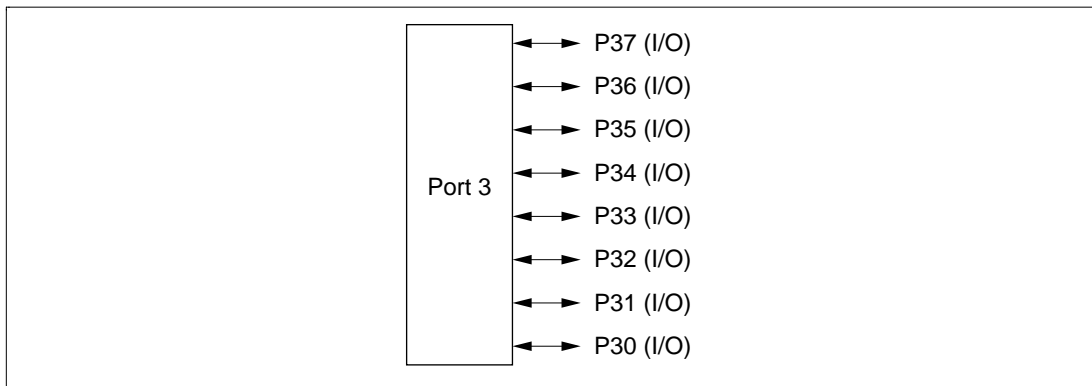 P37 (I/O)
P36 (I/O)
P35 (I/O)
P34 (I/O)
Port 3
P33 (I/O)
P32 (I/O)
P31 (I/O)
P30 (I/O)